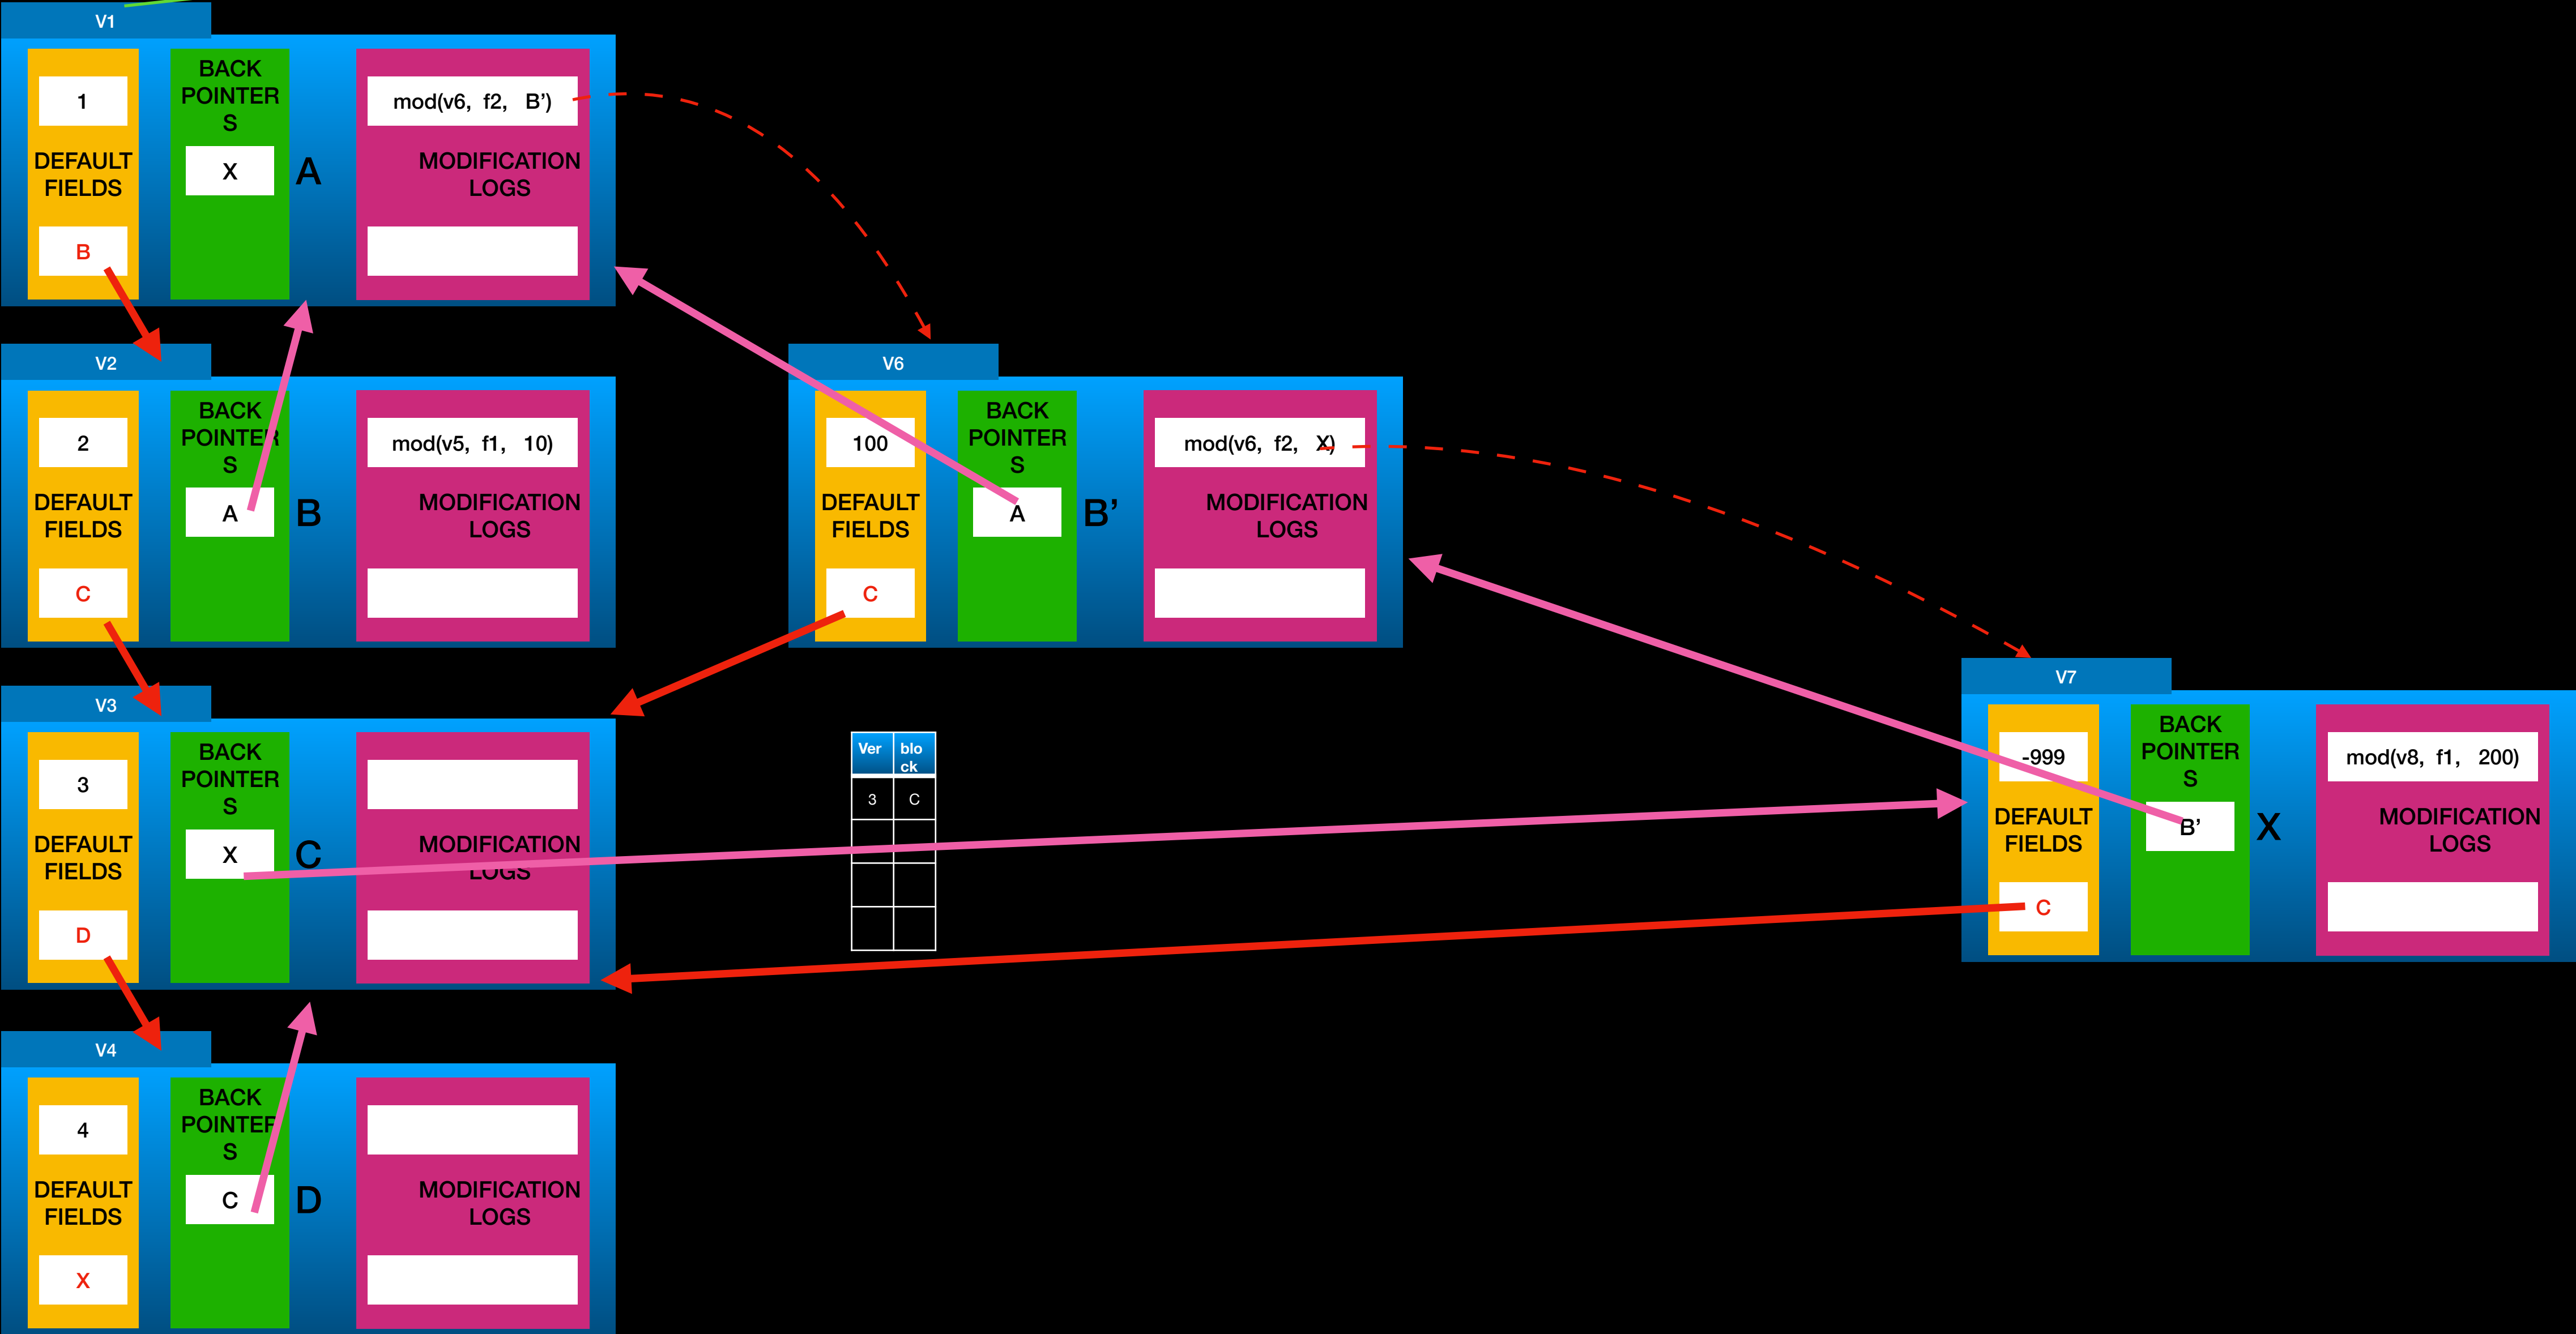 V1
1
DEFAULT
FIELDS
B
BACK
POINTER
S
X
A
mod(v6, f2, B’)
MODIFICATION
LOGS
V2
2
DEFAULT
FIELDS
C
BACK
POINTER
S
A
B
mod(v5, f1, 10)
MODIFICATION
LOGS
V6
100
DEFAULT
FIELDS
C
BACK
POINTER
S
A
B’
mod(v6, f2, X)
MODIFICATION
LOGS
V3
3
DEFAULT
FIELDS
D
BACK
POINTER
S
X
C
MODIFICATION
LOGS
Ver
blo
ck
3
C
V7
-999
DEFAULT
FIELDS
C
BACK
POINTER
S
B’
X
mod(v8, f1, 200)
MODIFICATION
LOGS
V4
4
DEFAULT
FIELDS
X
BACK
POINTER
S
C
D
MODIFICATION
LOGS